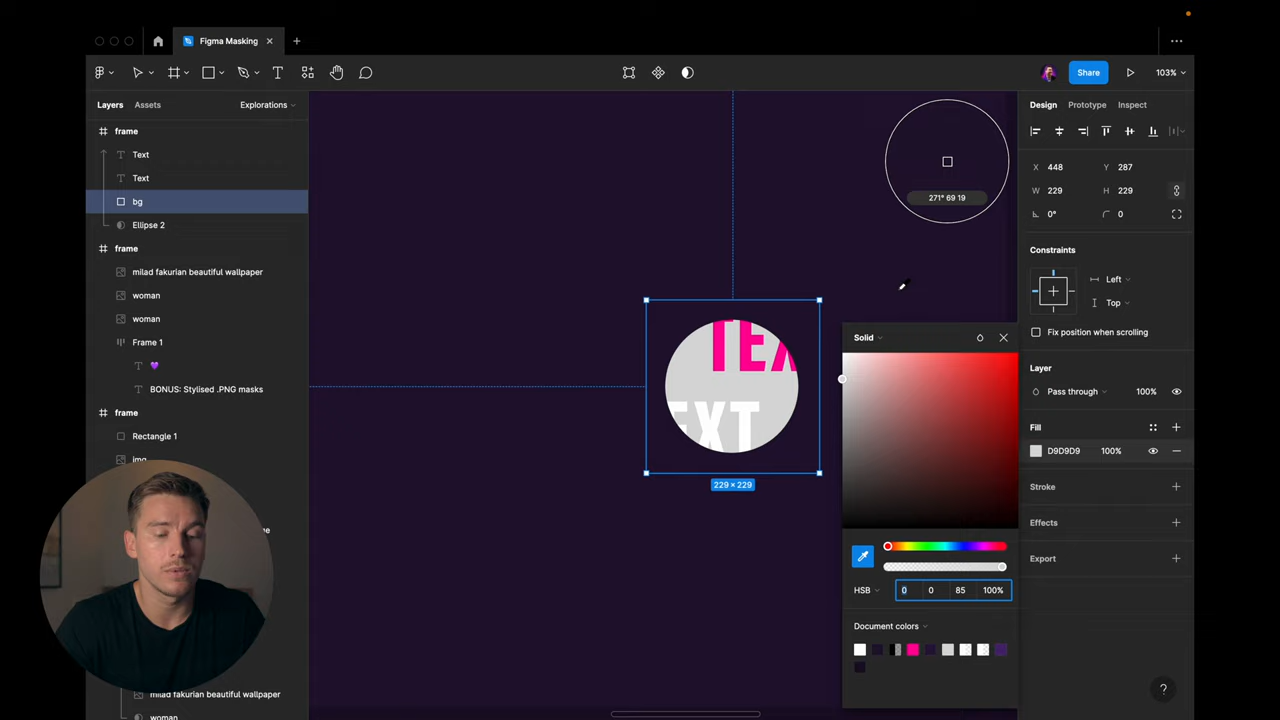 Figma Masking
Share
103%
Layers
Assets
Explorations
Design
Prototype
Inspect
frame
Text
Text
bg
Ellipse 2
frame
milad fakurian beautiful wallpaper
woman
woman
Frame 1
💜
BONUS: Stylised .PNG masks
frame
Rectangle 1
img
milad fakurian beautiful wallpaper
woman
271° 69 19
TEX
EXT
229 × 229
X 448 Y 287
W 229 H 229
0° 0
Constraints
Left
Top
Fix position when scrolling
Layer
Pass through 100%
Fill
D9D9D9 100%
Stroke
Effects
Export
Solid
HSB 0 0 85 100%
Document colors
?